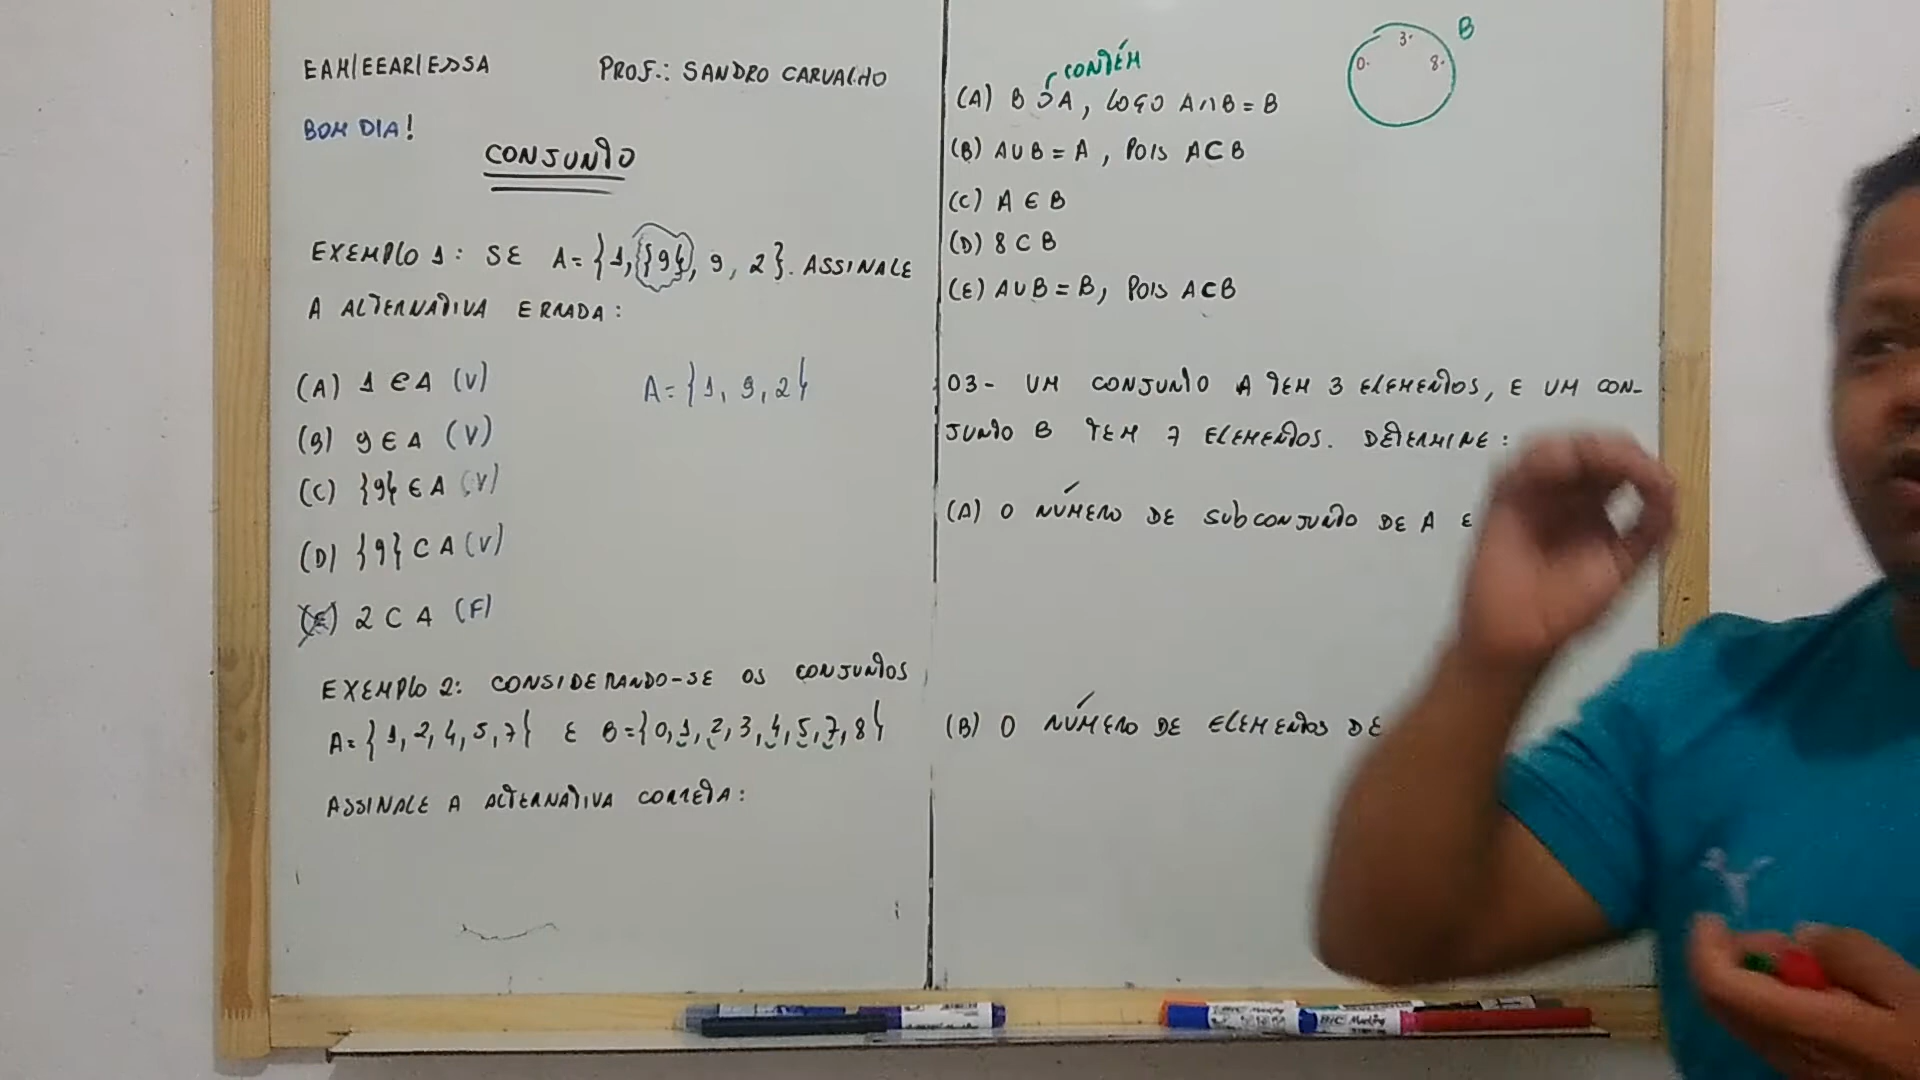 EAM/EEAR/ESSA PROF.: SANDRO CARVALHO
BOM DIA!
CONJUNTO
EXEMPLO 1: SE A={1,{9}, 9, 2}. ASSINALE
A ALTERNATIVA ERRADA:
(A) 1 ∈ A (V) A={1, 9, 2}
(B) 9 ∈ A (V)
(C) {9} ∈ A (V)
(D) {9} ⊂ A (V)
(E) 2 ⊂ A (F)
EXEMPLO 2: CONSIDERANDO-SE OS CONJUNTOS
A={1, 2, 4, 5, 7} E B={0, 1, 2, 3, 4, 5, 7, 8}
ASSINALE A ALTERNATIVA CORRETA:
CONTÉM
(A) B ⊃ A, LOGO A∩B = B
(B) A∪B = A, POIS A⊂B
(C) A ∈ B
(D) 8 ⊂ B
(E) A∪B = B, POIS A⊂B
B
3·
0· 8·
03- UM CONJUNTO A TEM 3 ELEMENTOS, E UM CON-
JUNTO B TEM 7 ELEMENTOS. DETERMINE:
(A) O NÚMERO DE SUBCONJUNTO DE A E
(B) O NÚMERO DE ELEMENTOS DE